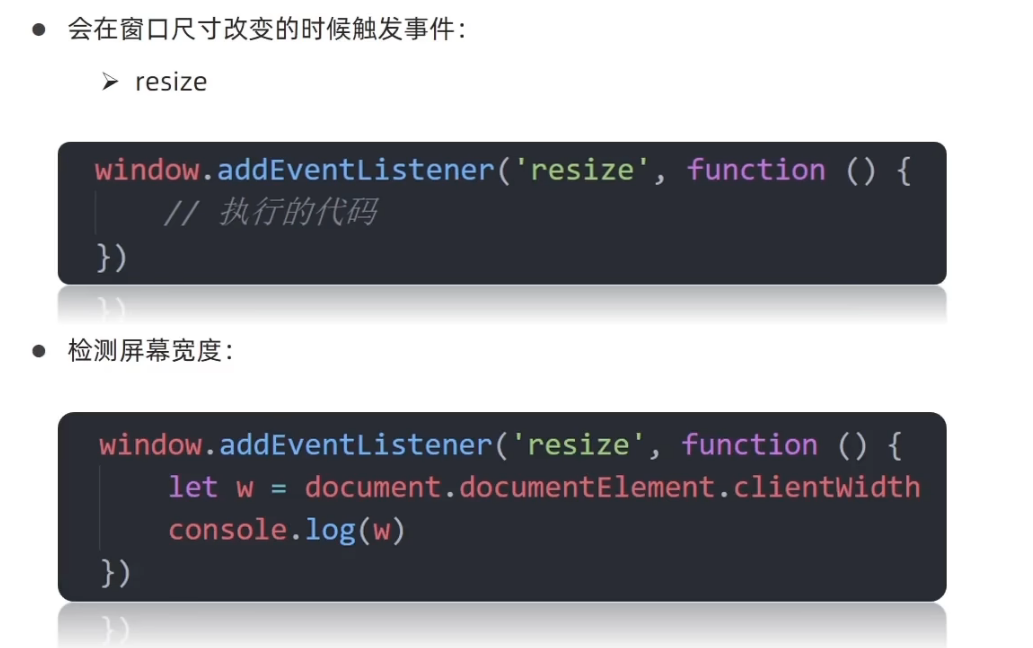 ● 会在窗口尺寸改变的时候触发事件：
➢ resize
window.addEventListener('resize', function () {
// 执行的代码
})
● 检测屏幕宽度：
window.addEventListener('resize', function () {
let w = document.documentElement.clientWidth
console.log(w)
})